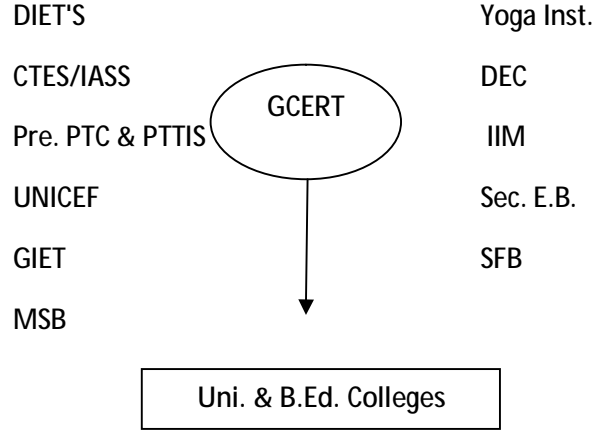 DIET'S
CTES/IASS
Pre. PTC & PTTIS
UNICEF
GIET
MSB
GCERT
Yoga Inst.
DEC
IIM
Sec. E.B.
SFB
Uni. & B.Ed. Colleges